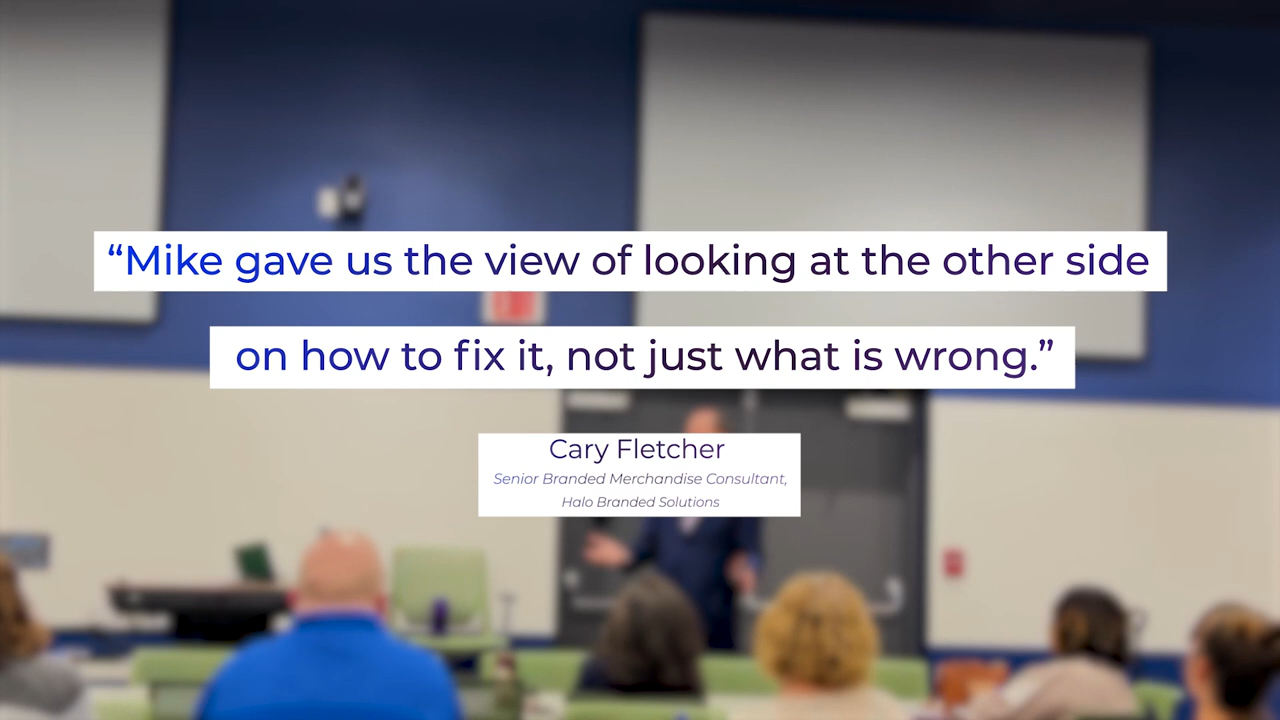 “Mike gave us the view of looking at the other side
on how to fix it, not just what is wrong.”
Cary Fletcher
Senior Branded Merchandise Consultant,
Halo Branded Solutions